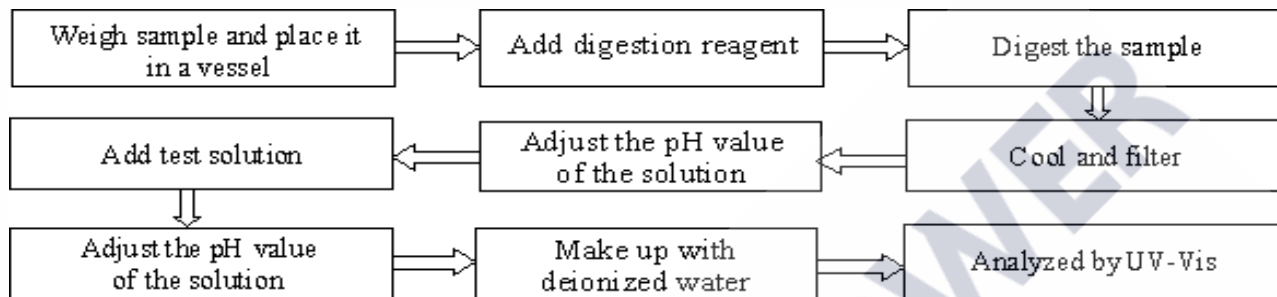 Weigh sample and place it
in a vessel
Add digestion reagent
Digest the sample
Cool and filter
Adjust the pH value
of the solution
Add test solution
Adjust the pH value
of the solution
Make up with
deionized water
Analyzed by UV-Vis
WER